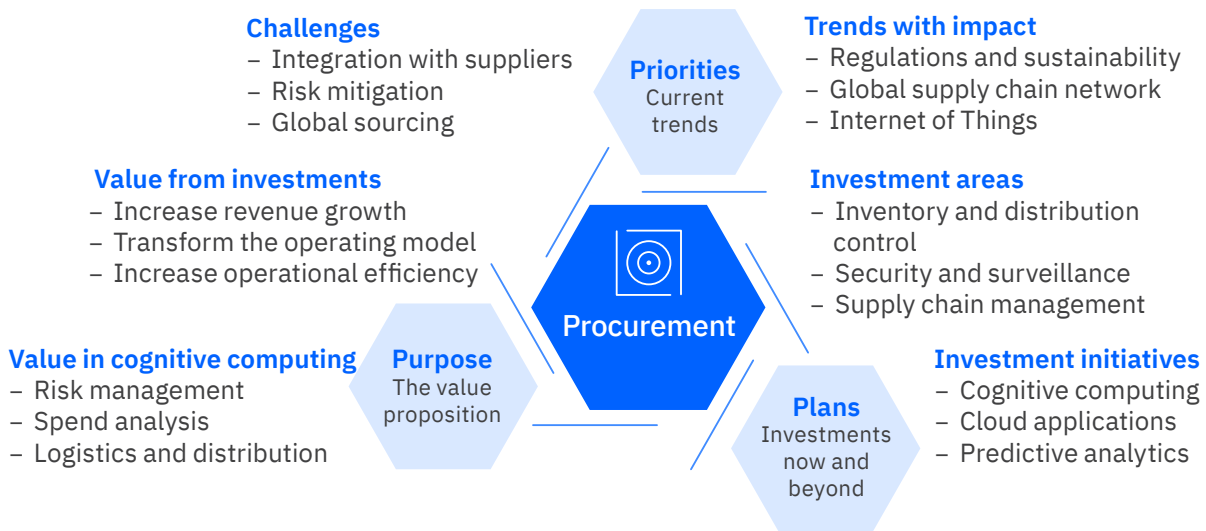 Challenges
– Integration with suppliers
– Risk mitigation
– Global sourcing
Priorities
Current
trends
Trends with impact
– Regulations and sustainability
– Global supply chain network
– Internet of Things
Value from investments
– Increase revenue growth
– Transform the operating model
– Increase operational efficiency
Procurement
Investment areas
– Inventory and distribution
control
– Security and surveillance
– Supply chain management
Value in cognitive computing
– Risk management
– Spend analysis
– Logistics and distribution
Purpose
The value
proposition
Plans
Investments
now and
beyond
Investment initiatives
– Cognitive computing
– Cloud applications
– Predictive analytics